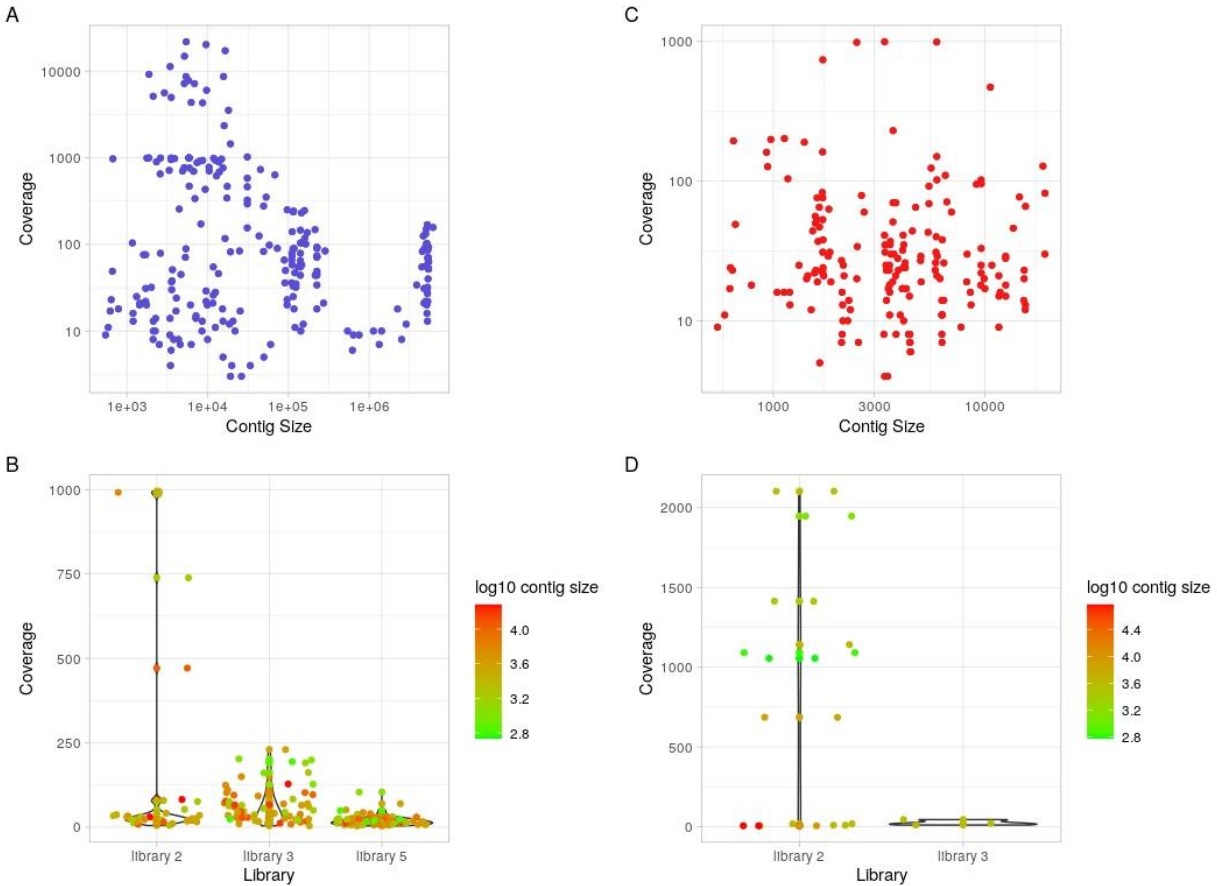 A
Coverage
10000
1000
100
10
1e+03 1e+04 1e+05 1e+06
Contig Size
C
Coverage
1000
100
10
1000 3000 10000
Contig Size
B
Coverage
1000
750
500
250
0
library 2 library 3 library 5
Library
log10 contig size
4.0
3.6
3.2
2.8
D
Coverage
2000
1500
1000
500
0
library 2 library 3
Library
log10 contig size
4.4
4.0
3.6
3.2
2.8